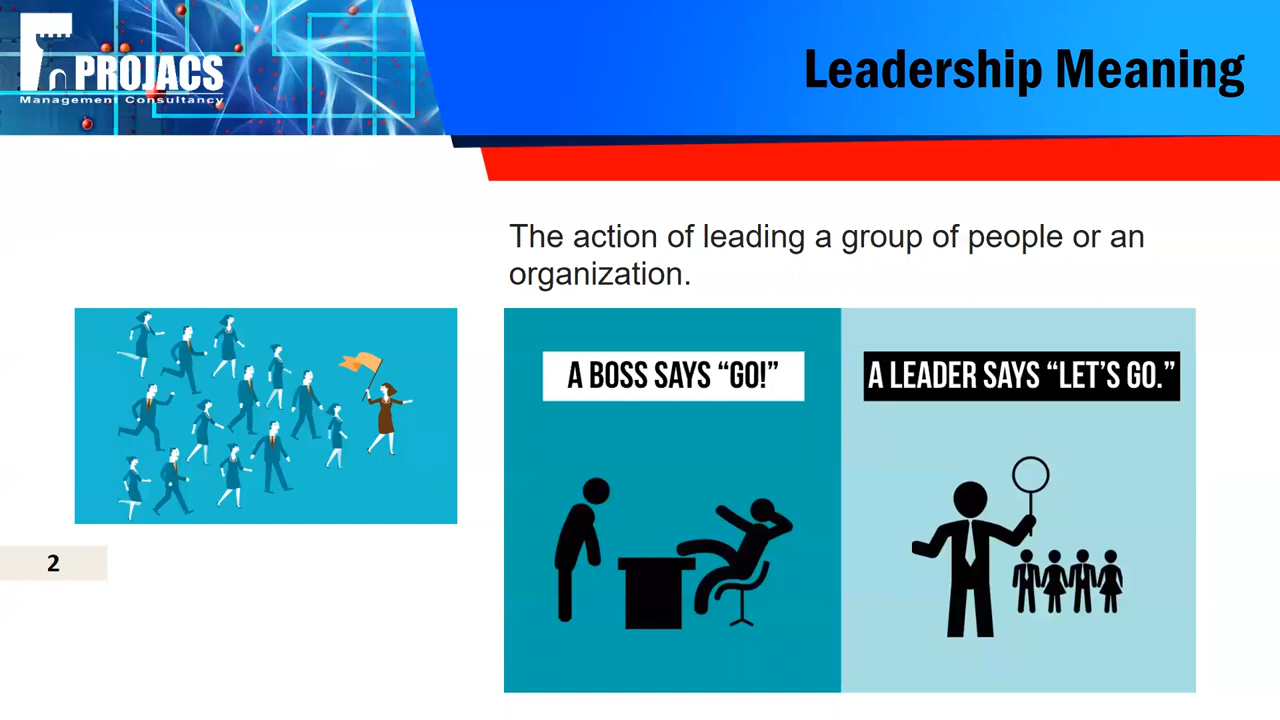 PROJACS
Management Consultancy
Leadership Meaning
The action of leading a group of people or an
organization.
A BOSS SAYS “GO!”
A LEADER SAYS “LET’S GO.”
2